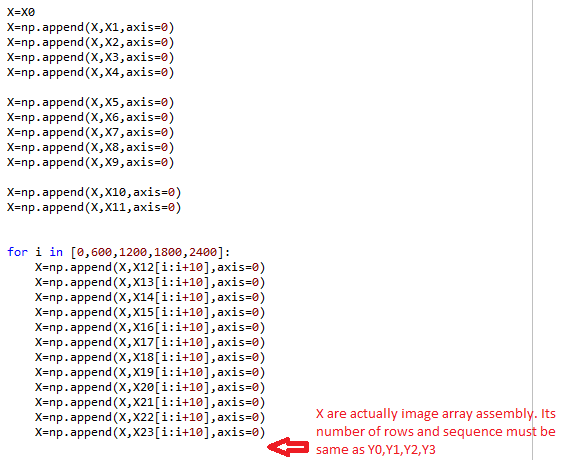 X=X0
X=np.append(X,X1,axis=0)
X=np.append(X,X2,axis=0)
X=np.append(X,X3,axis=0)
X=np.append(X,X4,axis=0)
X=np.append(X,X5,axis=0)
X=np.append(X,X6,axis=0)
X=np.append(X,X7,axis=0)
X=np.append(X,X8,axis=0)
X=np.append(X,X9,axis=0)
X=np.append(X,X10,axis=0)
X=np.append(X,X11,axis=0)
for i in [0,600,1200,1800,2400]:
X=np.append(X,X12[i:i+10],axis=0)
X=np.append(X,X13[i:i+10],axis=0)
X=np.append(X,X14[i:i+10],axis=0)
X=np.append(X,X15[i:i+10],axis=0)
X=np.append(X,X16[i:i+10],axis=0)
X=np.append(X,X17[i:i+10],axis=0)
X=np.append(X,X18[i:i+10],axis=0)
X=np.append(X,X19[i:i+10],axis=0)
X=np.append(X,X20[i:i+10],axis=0)
X=np.append(X,X21[i:i+10],axis=0)
X=np.append(X,X22[i:i+10],axis=0)
X=np.append(X,X23[i:i+10],axis=0)
X are actually image array assembly. Its
number of rows and sequence must be
same as Y0,Y1,Y2,Y3